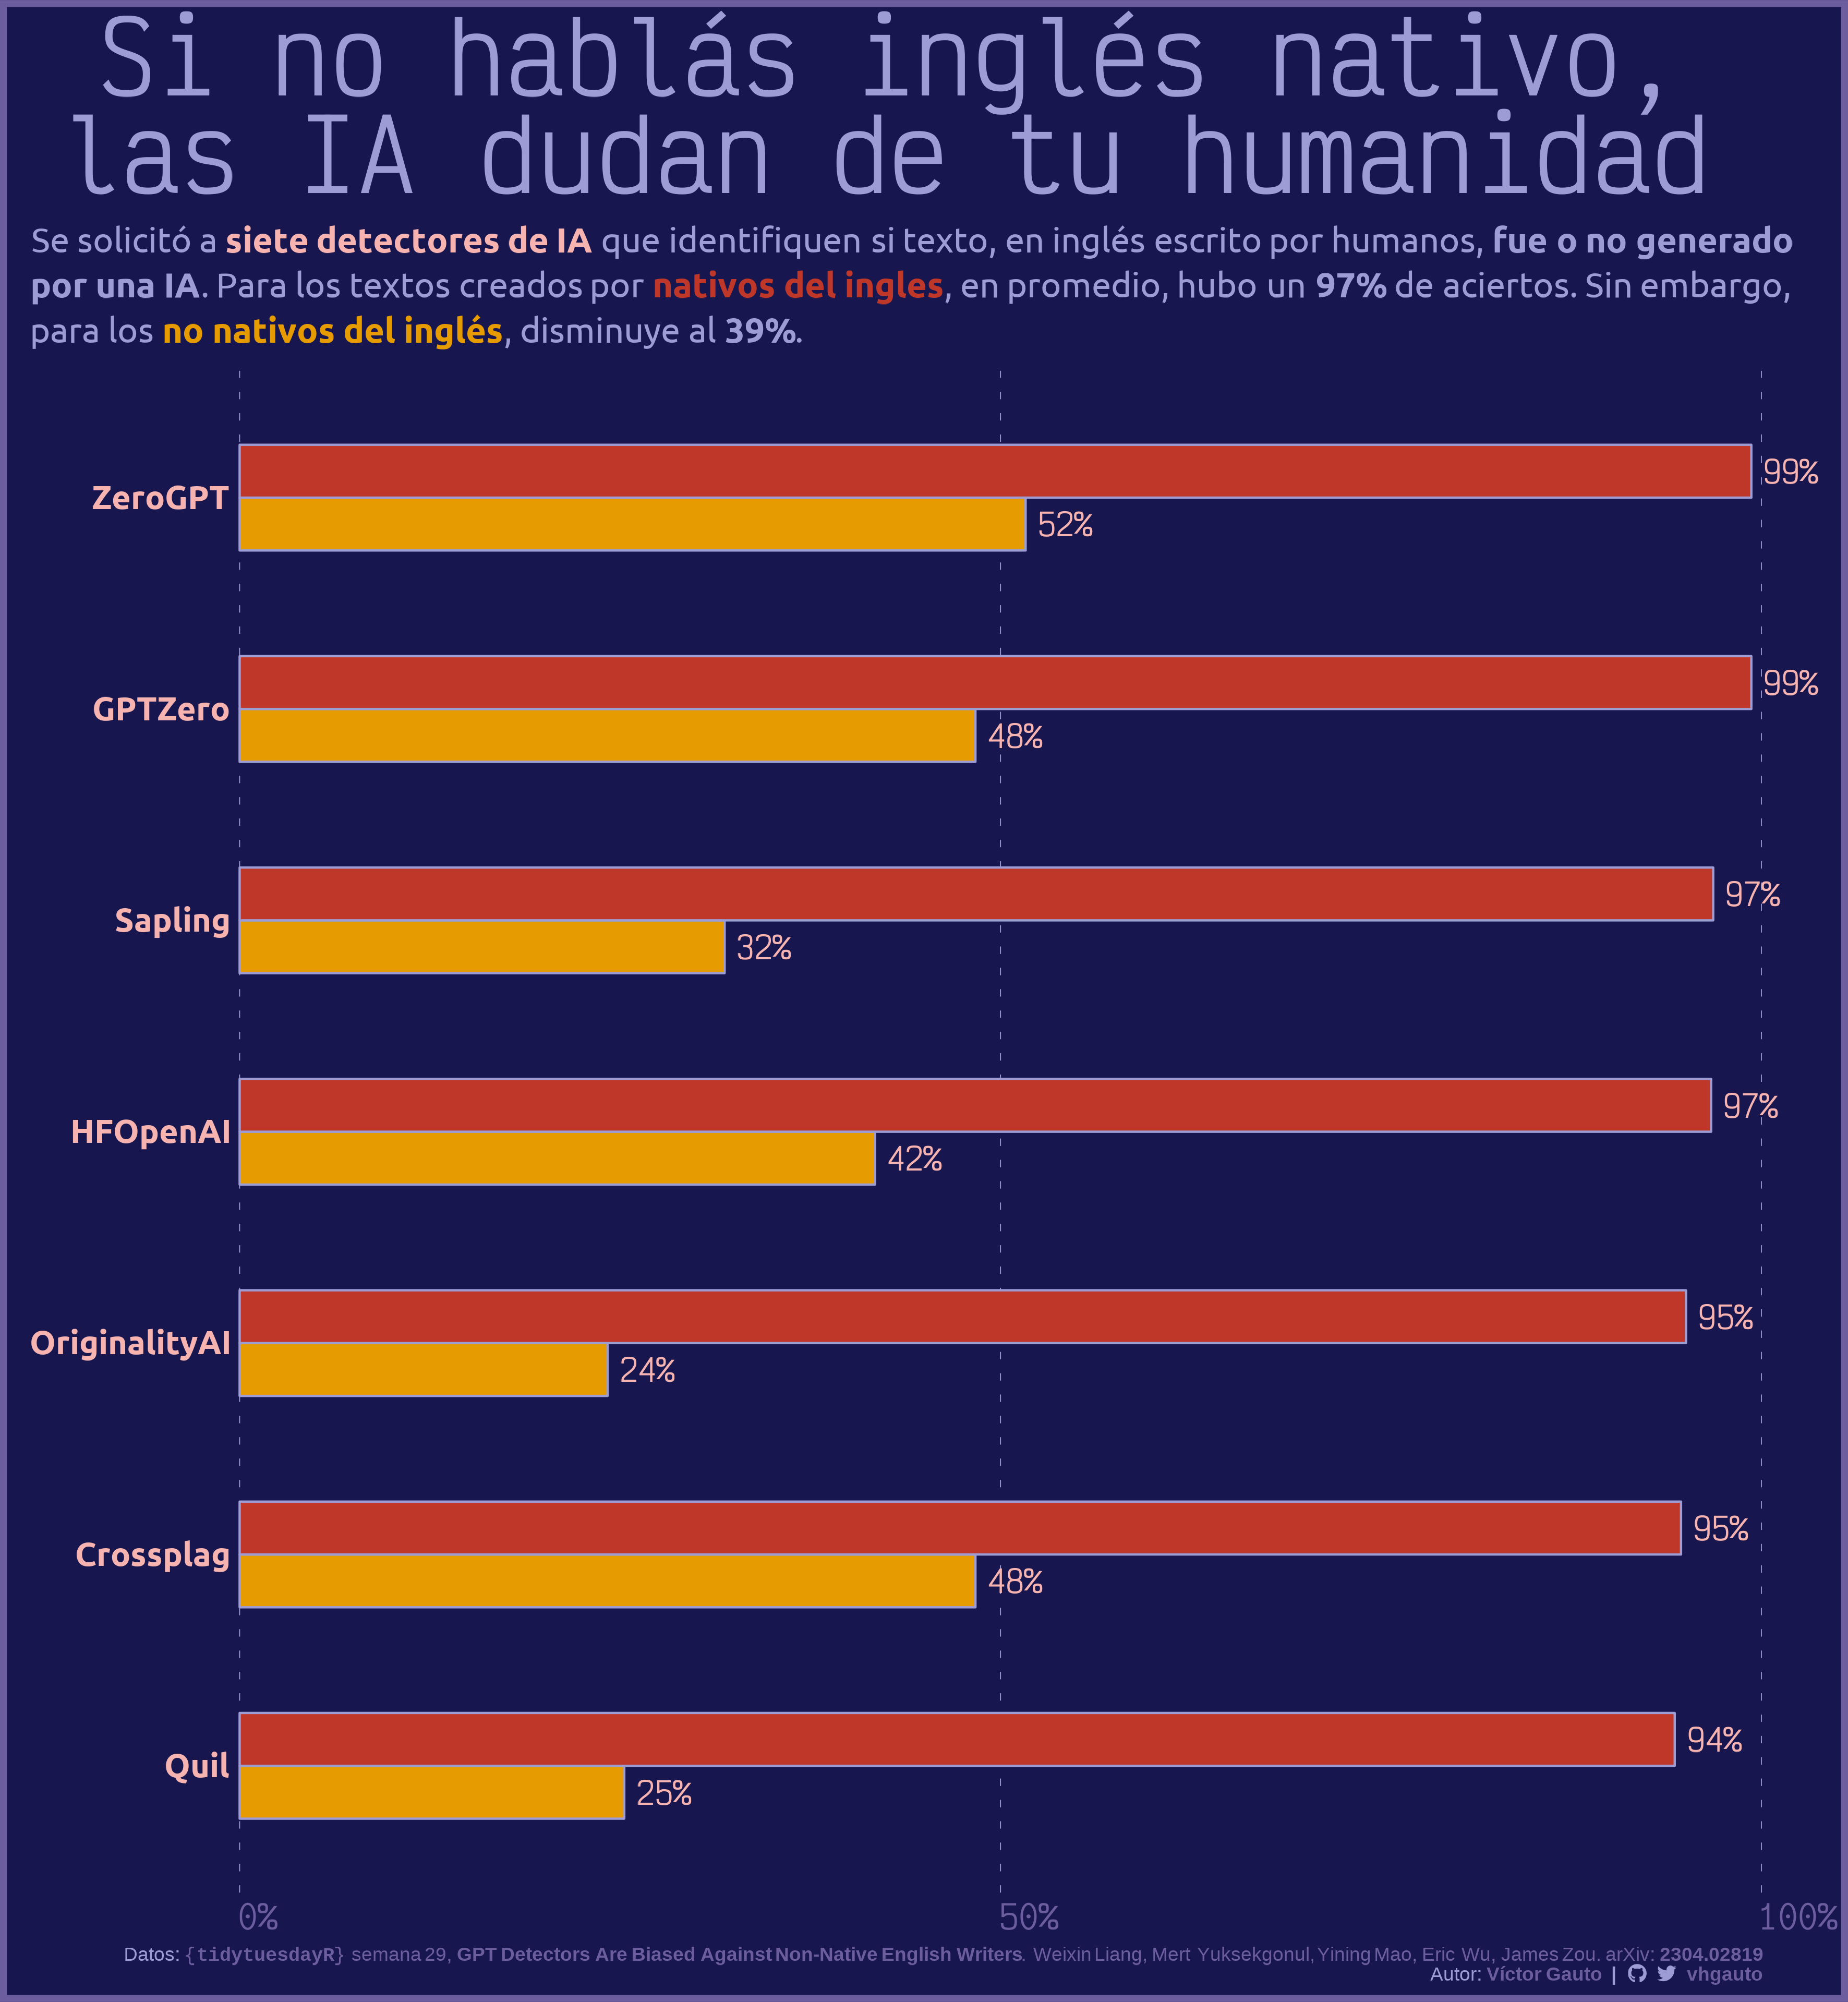 Si no hablás inglés nativo,
las IA dudan de tu humanidad
Se solicitó a siete detectores de IA que identifiquen si texto, en inglés escrito por humanos, fue o no generado
por una IA. Para los textos creados por nativos del ingles, en promedio, hubo un 97% de aciertos. Sin embargo,
para los no nativos del inglés, disminuye al 39%.
99%
ZeroGPT
52%
99%
GPTZero
48%
97%
Sapling
32%
97%
HFOpenAI
42%
95%
OriginalityAI
24%
95%
Crossplag
48%
94%
Quil
25%
0% 50% 100%
Datos: {tidytuesdayR} semana 29, GPT Detectors Are Biased Against Non-Native English Writers. Weixin Liang, Mert Yuksekgonul, Yining Mao, Eric Wu, James Zou. arXiv: 2304.02819
Autor: Víctor Gauto | vhgauto